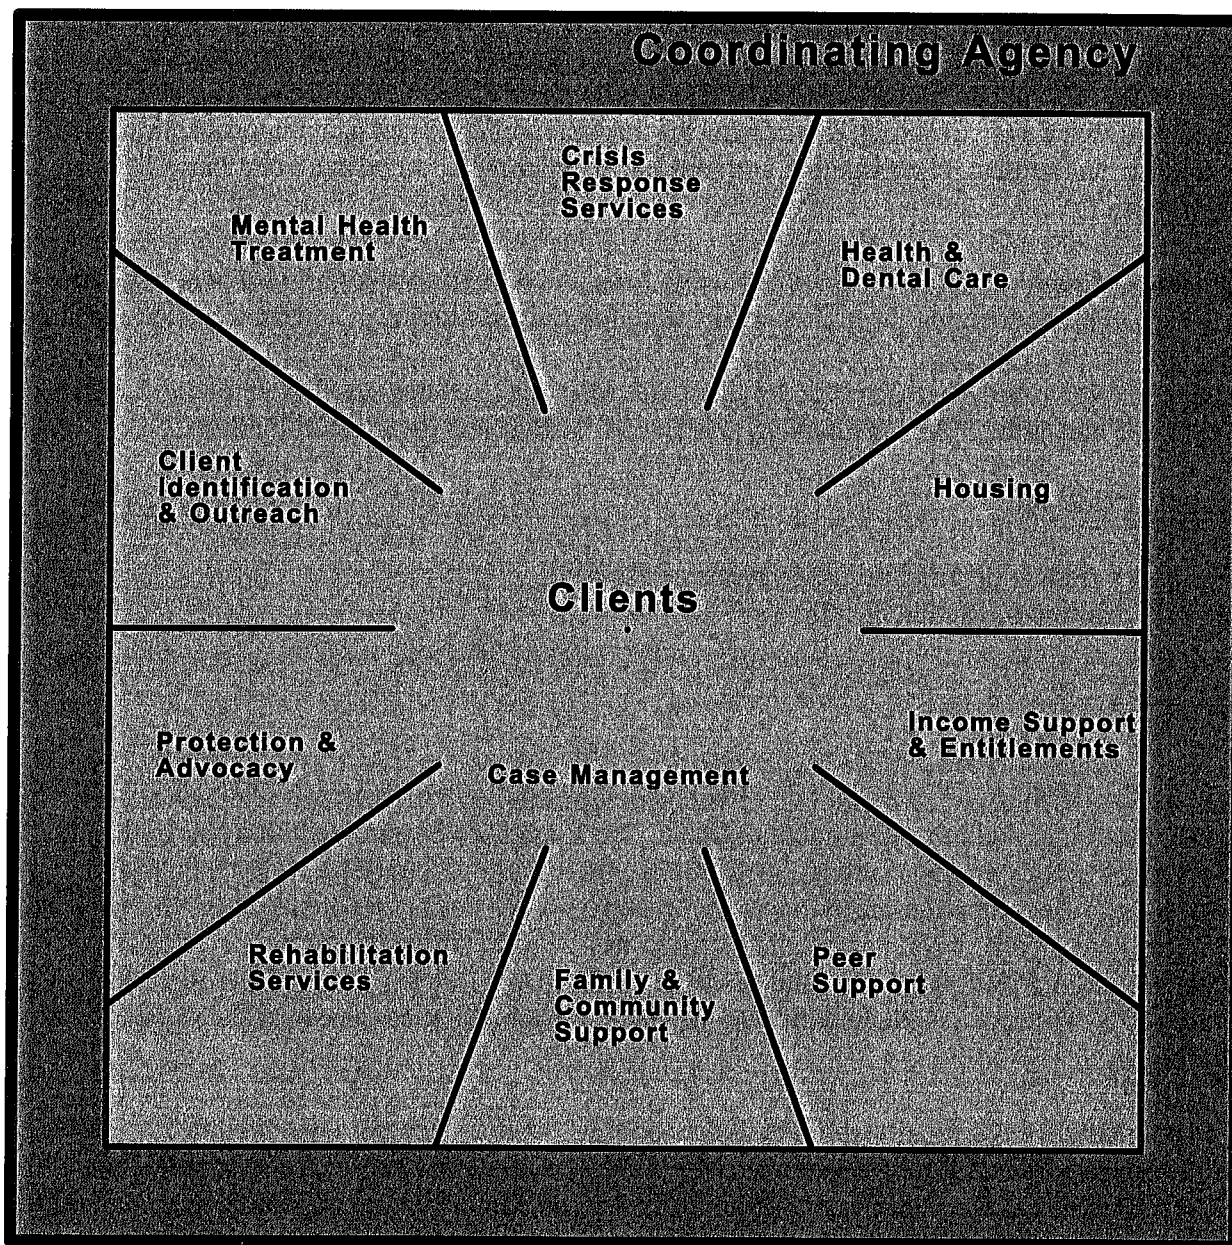 Coordinating Agency
Crisis
Response
Services
Mental Health
Treatment
Health &
Dental Care
Client
Identification
& Outreach
Housing
Clients
Protection &
Advocacy
Income Support
& Entitlements
Case Management
Rehabilitation
Services
Family &
Community
Support
Peer
Support